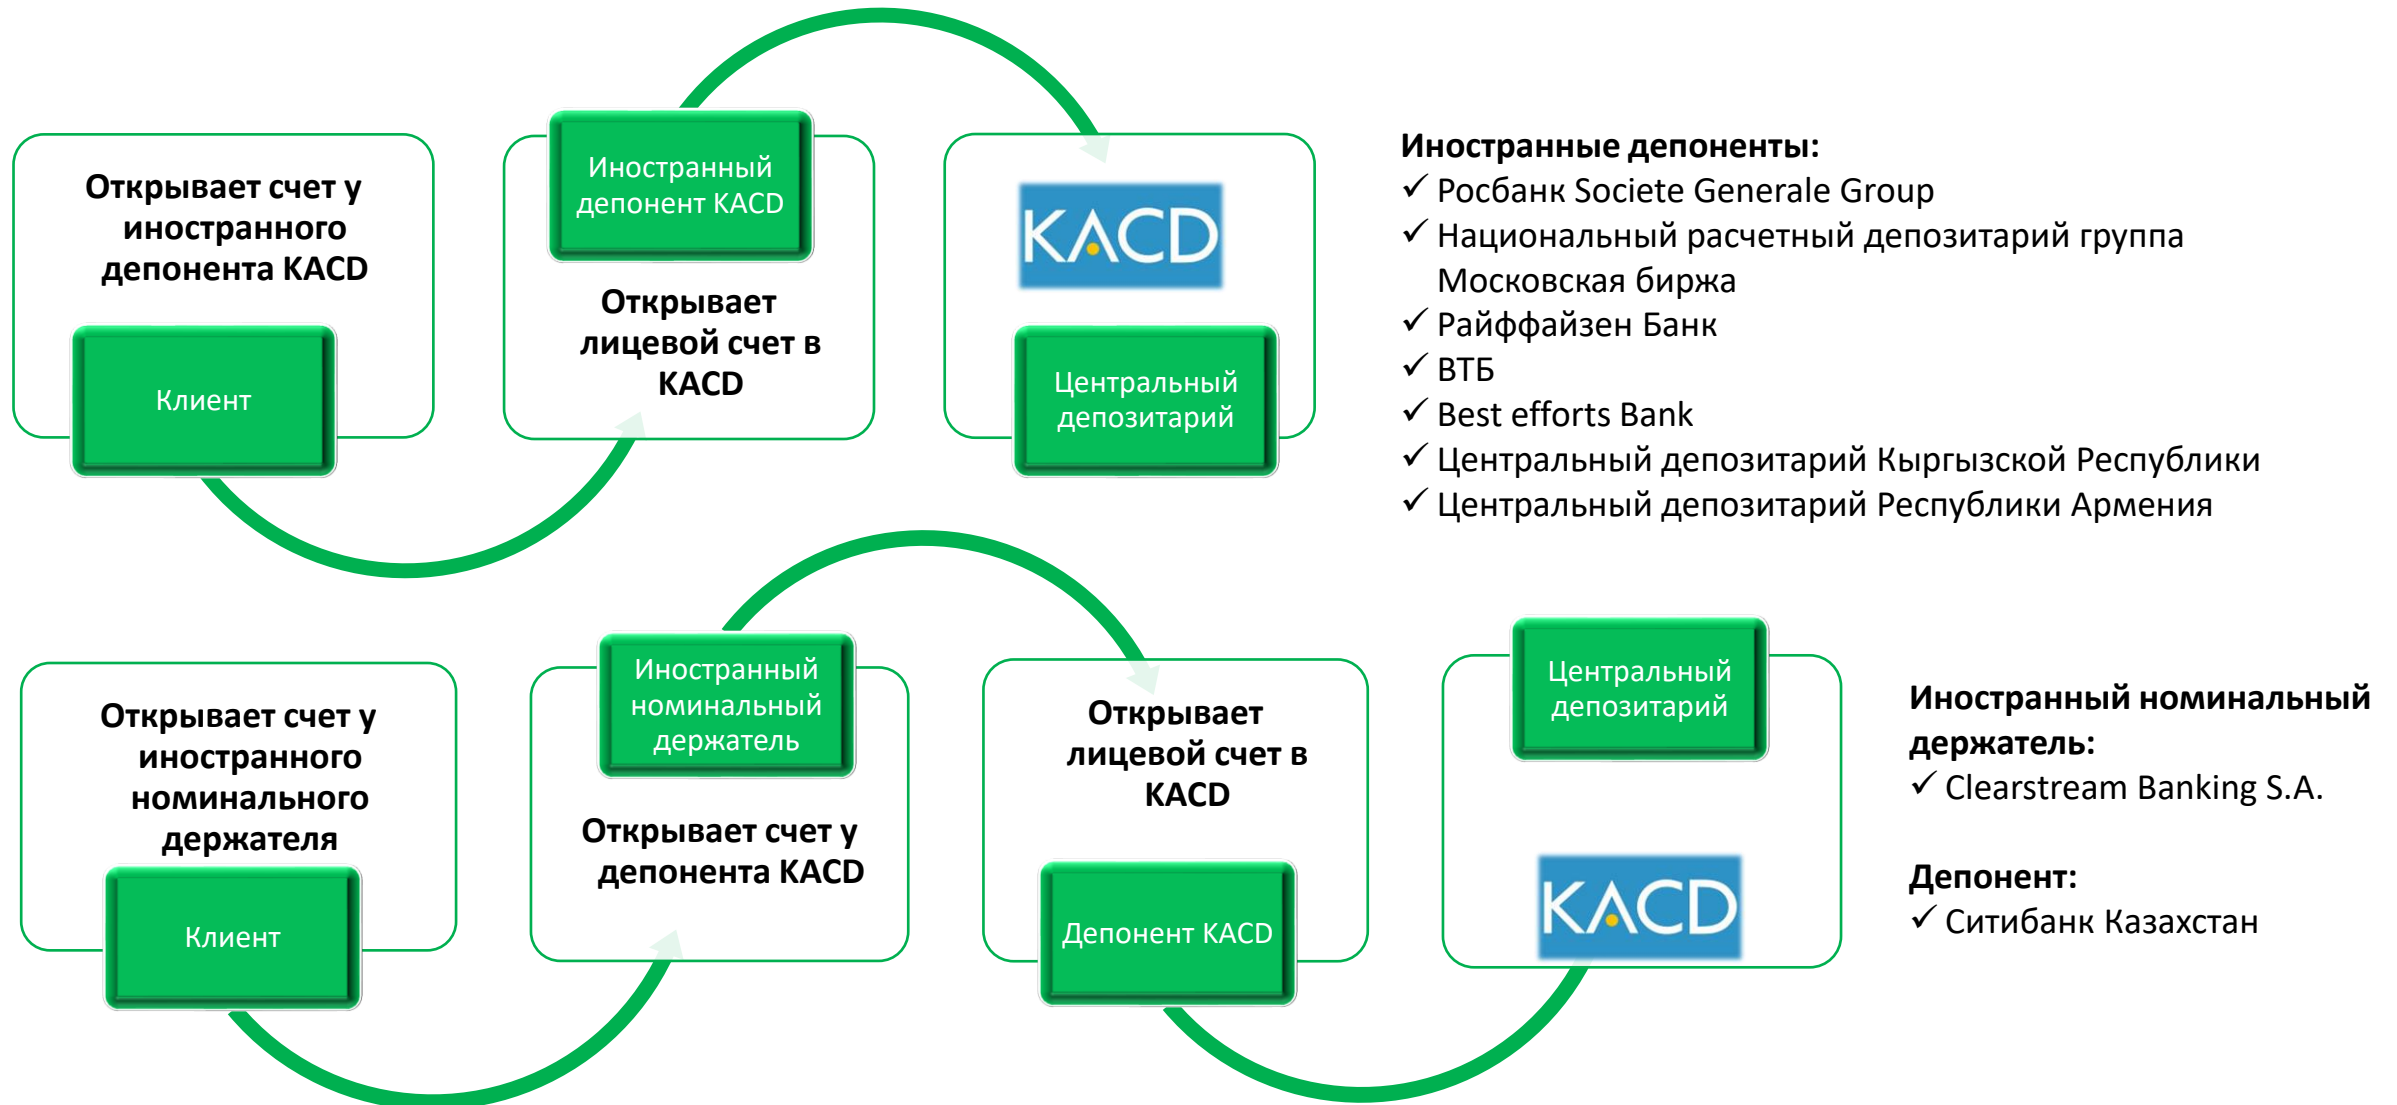 Открывает счет у
иностранного
депонента KACD
Клиент
Иностранный
депонент KACD
Открывает
лицевой счет в
KACD
KACD
Центральный
депозитарий
Иностранные депоненты:
✓ Росбанк Societe Generale Group
✓ Национальный расчетный депозитарий группа
Московская биржа
✓ Райффайзен Банк
✓ ВТБ
✓ Best efforts Bank
✓ Центральный депозитарий Кыргызской Республики
✓ Центральный депозитарий Республики Армения
Открывает счет у
иностранного
номинального
держателя
Клиент
Иностранный
номинальный
держатель
Открывает счет у
депонента KACD
Открывает
лицевой счет в
KACD
Депонент KACD
Центральный
депозитарий
KACD
Иностранный номинальный
держатель:
✓ Clearstream Banking S.A.
Депонент:
✓ Ситибанк Казахстан